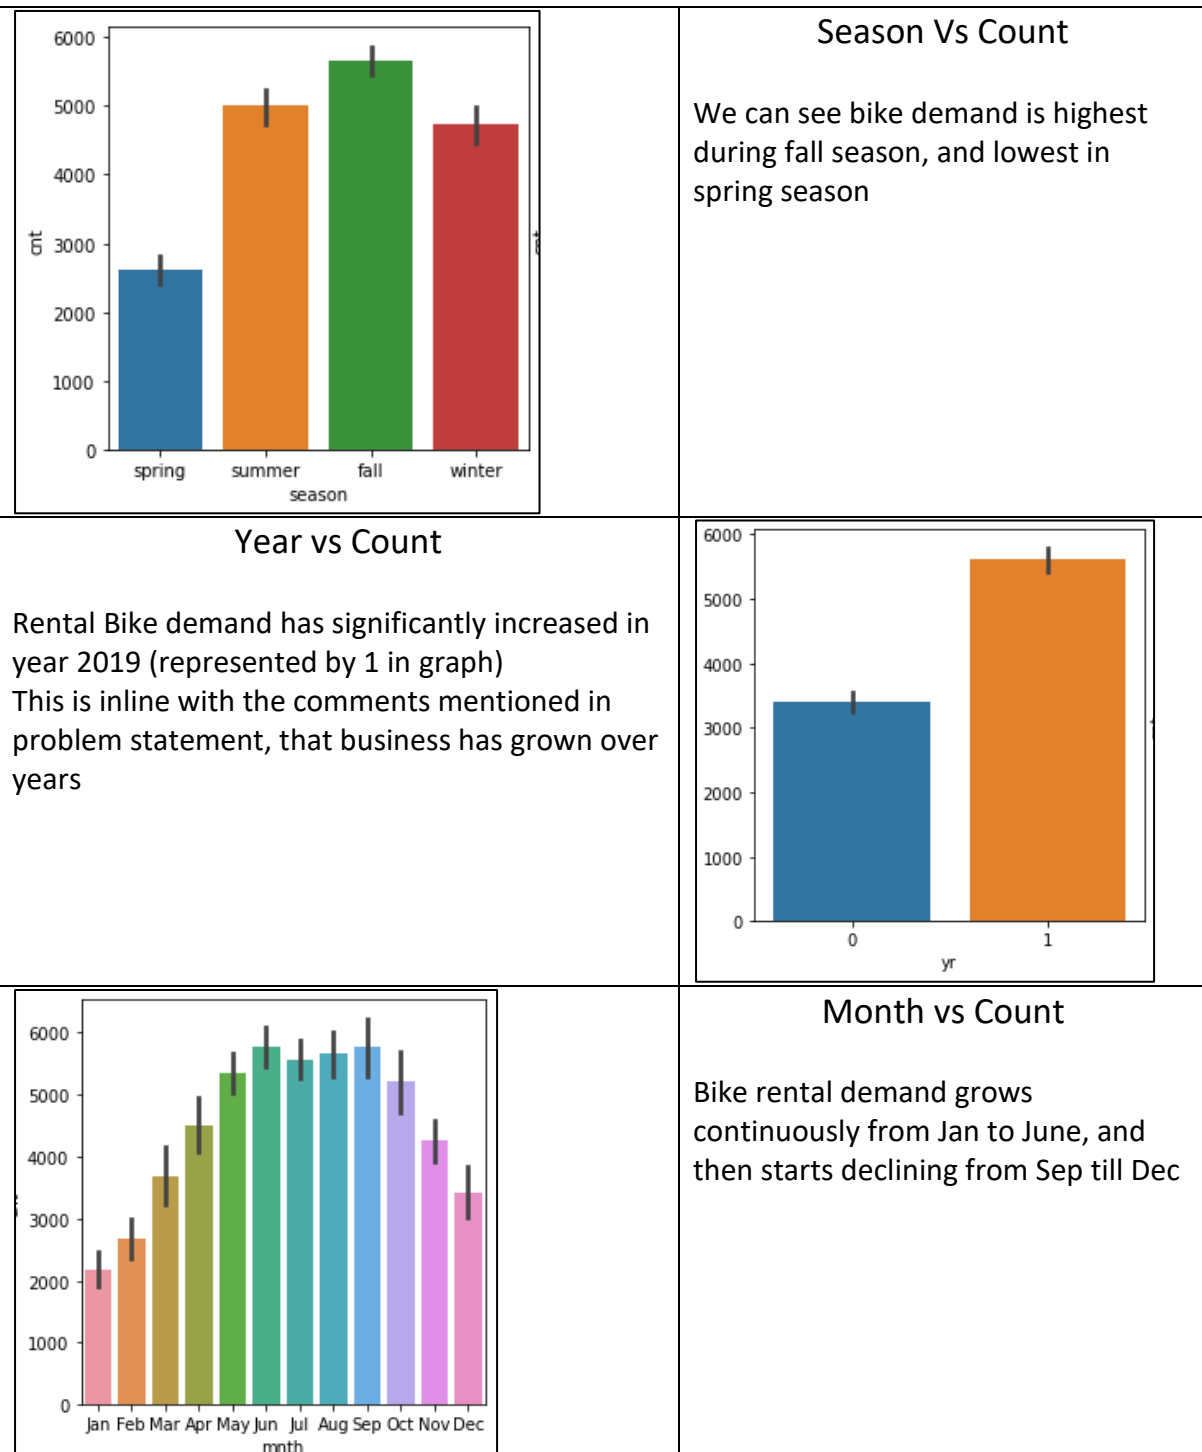 6000
5000
4000
3000
2000
1000
0
cnt
spring summer fall winter
season
Season Vs Count
We can see bike demand is highest
during fall season, and lowest in
spring season
Year vs Count
Rental Bike demand has significantly increased in
year 2019 (represented by 1 in graph)
This is inline with the comments mentioned in
problem statement, that business has grown over
years
6000
5000
4000
3000
2000
1000
0
0 1
yr
6000
5000
4000
3000
2000
1000
0
Jan Feb Mar Apr May Jun Jul Aug Sep Oct Nov Dec
mnth
Month vs Count
Bike rental demand grows
continuously from Jan to June, and
then starts declining from Sep till Dec